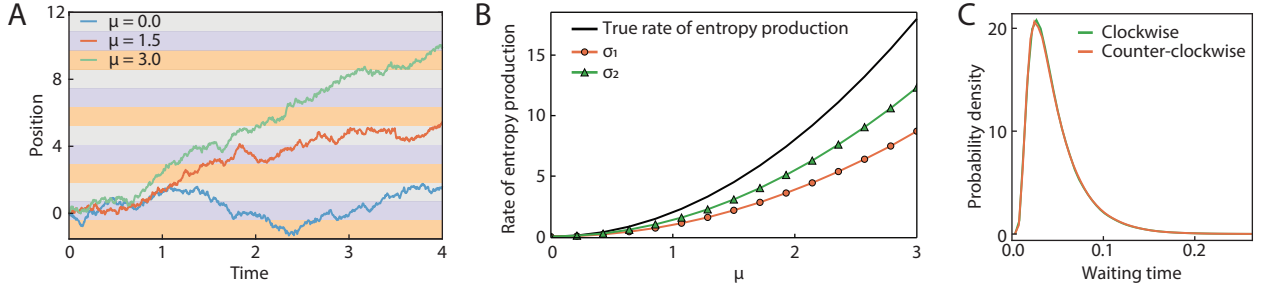 A
μ = 0.0
μ = 1.5
μ = 3.0
12
8
4
0
Position
0
1
2
3
4
Time
B
True rate of entropy production
σ₁
σ₂
15
10
5
0
Rate of entropy production
0
1
2
3
μ
C
Clockwise
Counter-clockwise
20
10
0
Probability density
0.0
0.1
0.2
Waiting time